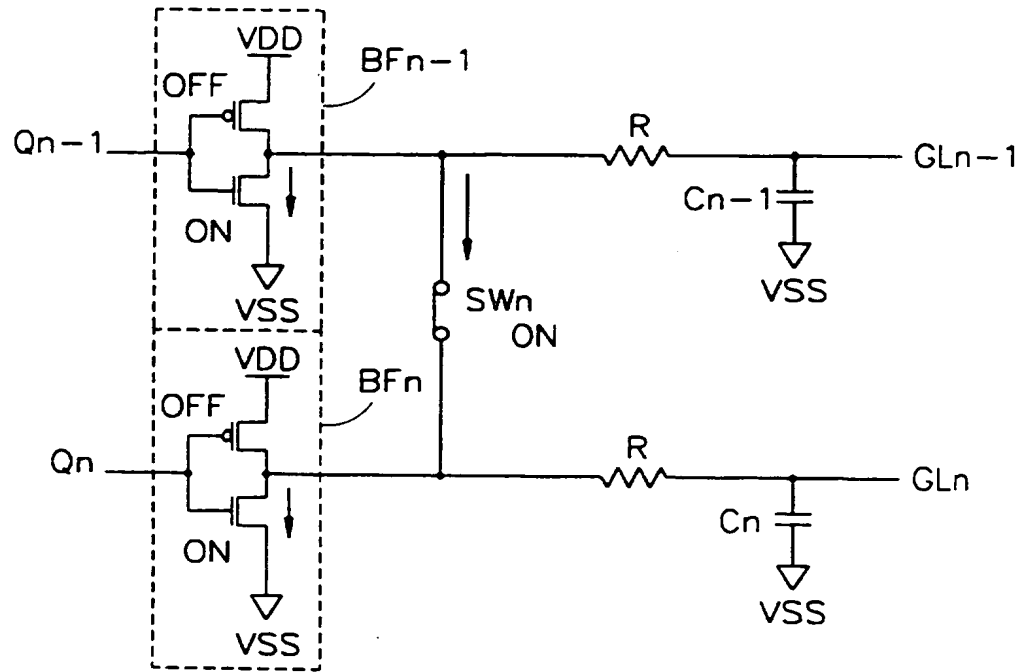 VDD
BFn-1
OFF
Qn-1
R
GLn-1
Cn-1
ON
VSS
VSS
SWn
ON
VDD
BFn
OFF
Qn
R
GLn
Cn
ON
VSS
VSS